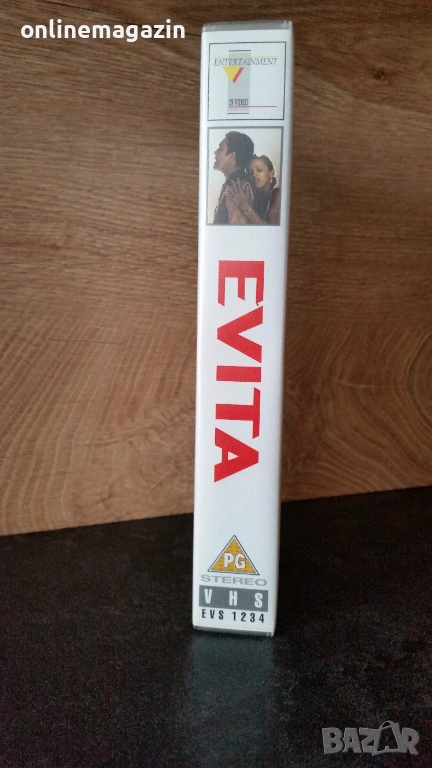 onlinemagazin
ENTERTAINMENT
IN VIDEO
EVITA
PG
STEREO
VHS
EVS 1234
BAZAR